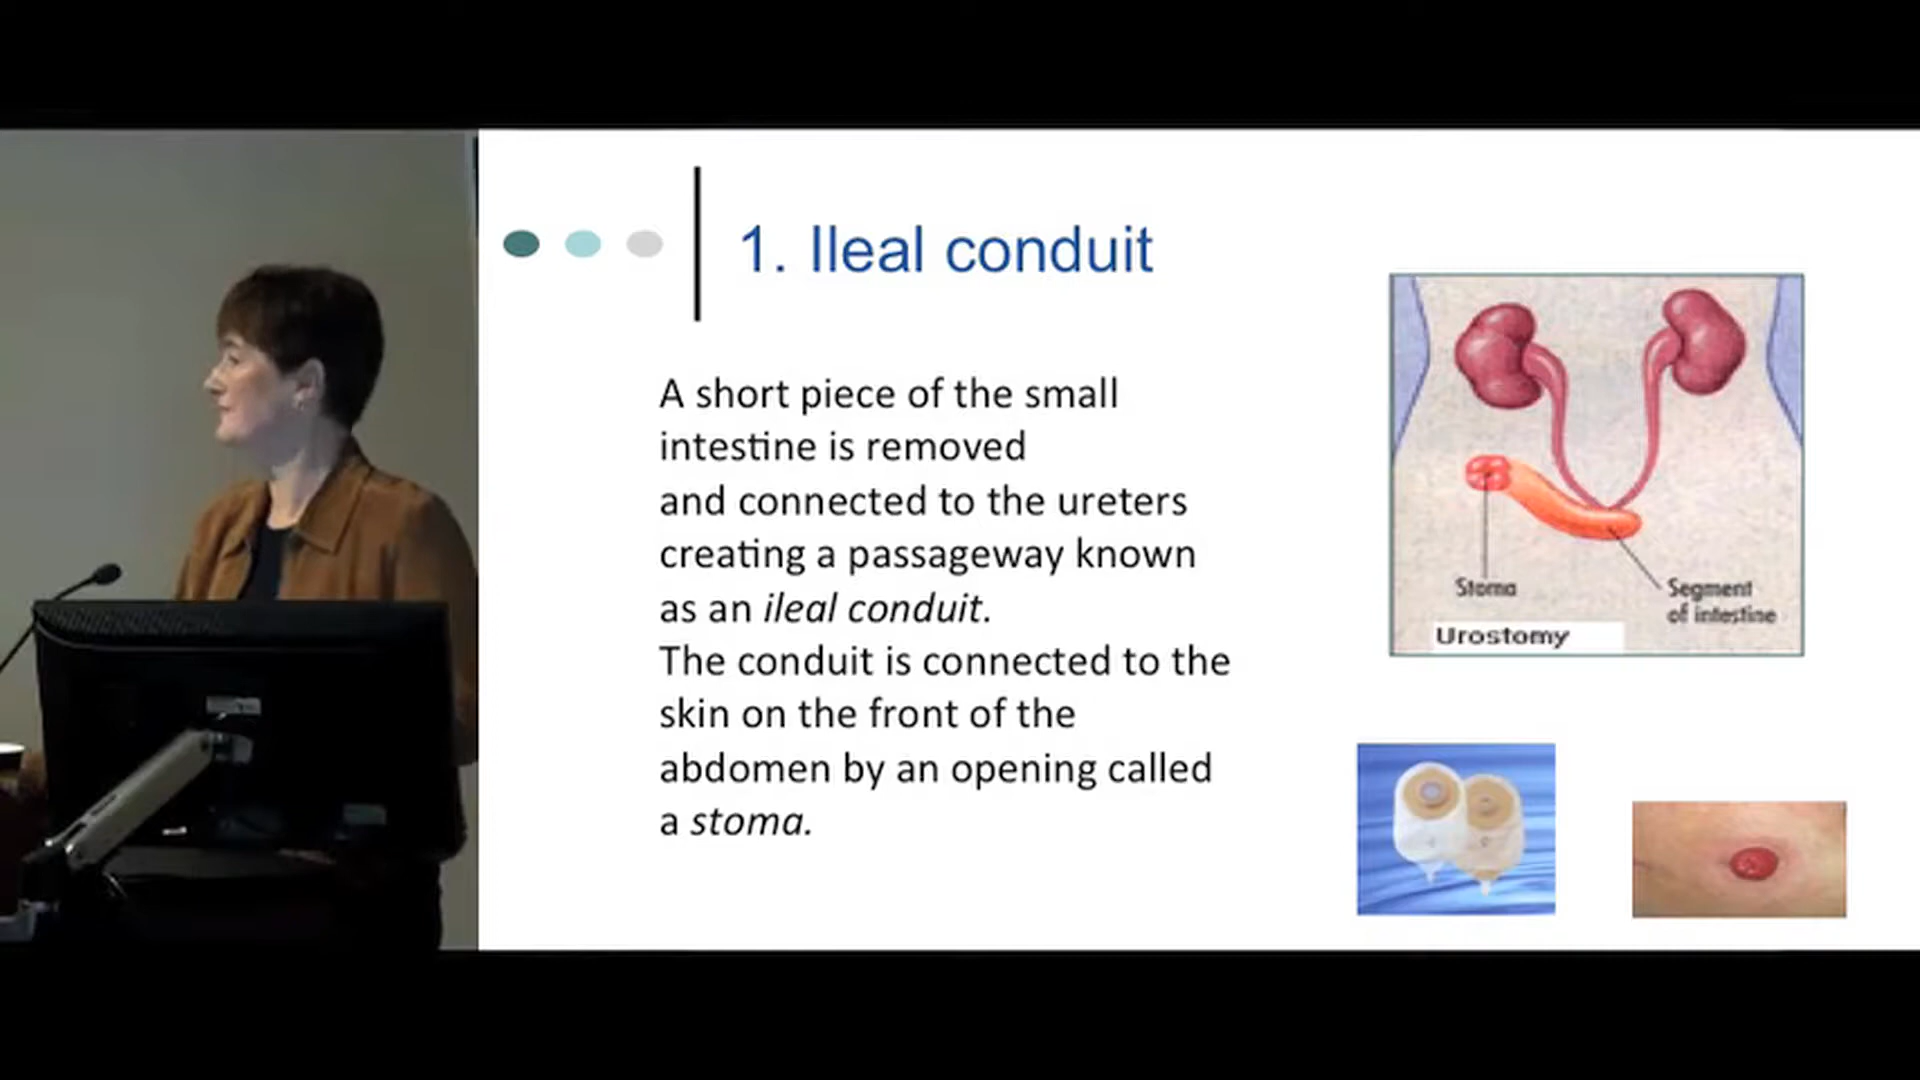 1. Ileal conduit
A short piece of the small
intestine is removed
and connected to the ureters
creating a passageway known
as an ileal conduit.
The conduit is connected to the
skin on the front of the
abdomen by an opening called
a stoma.
Stoma
Segment
of intestine
Urostomy